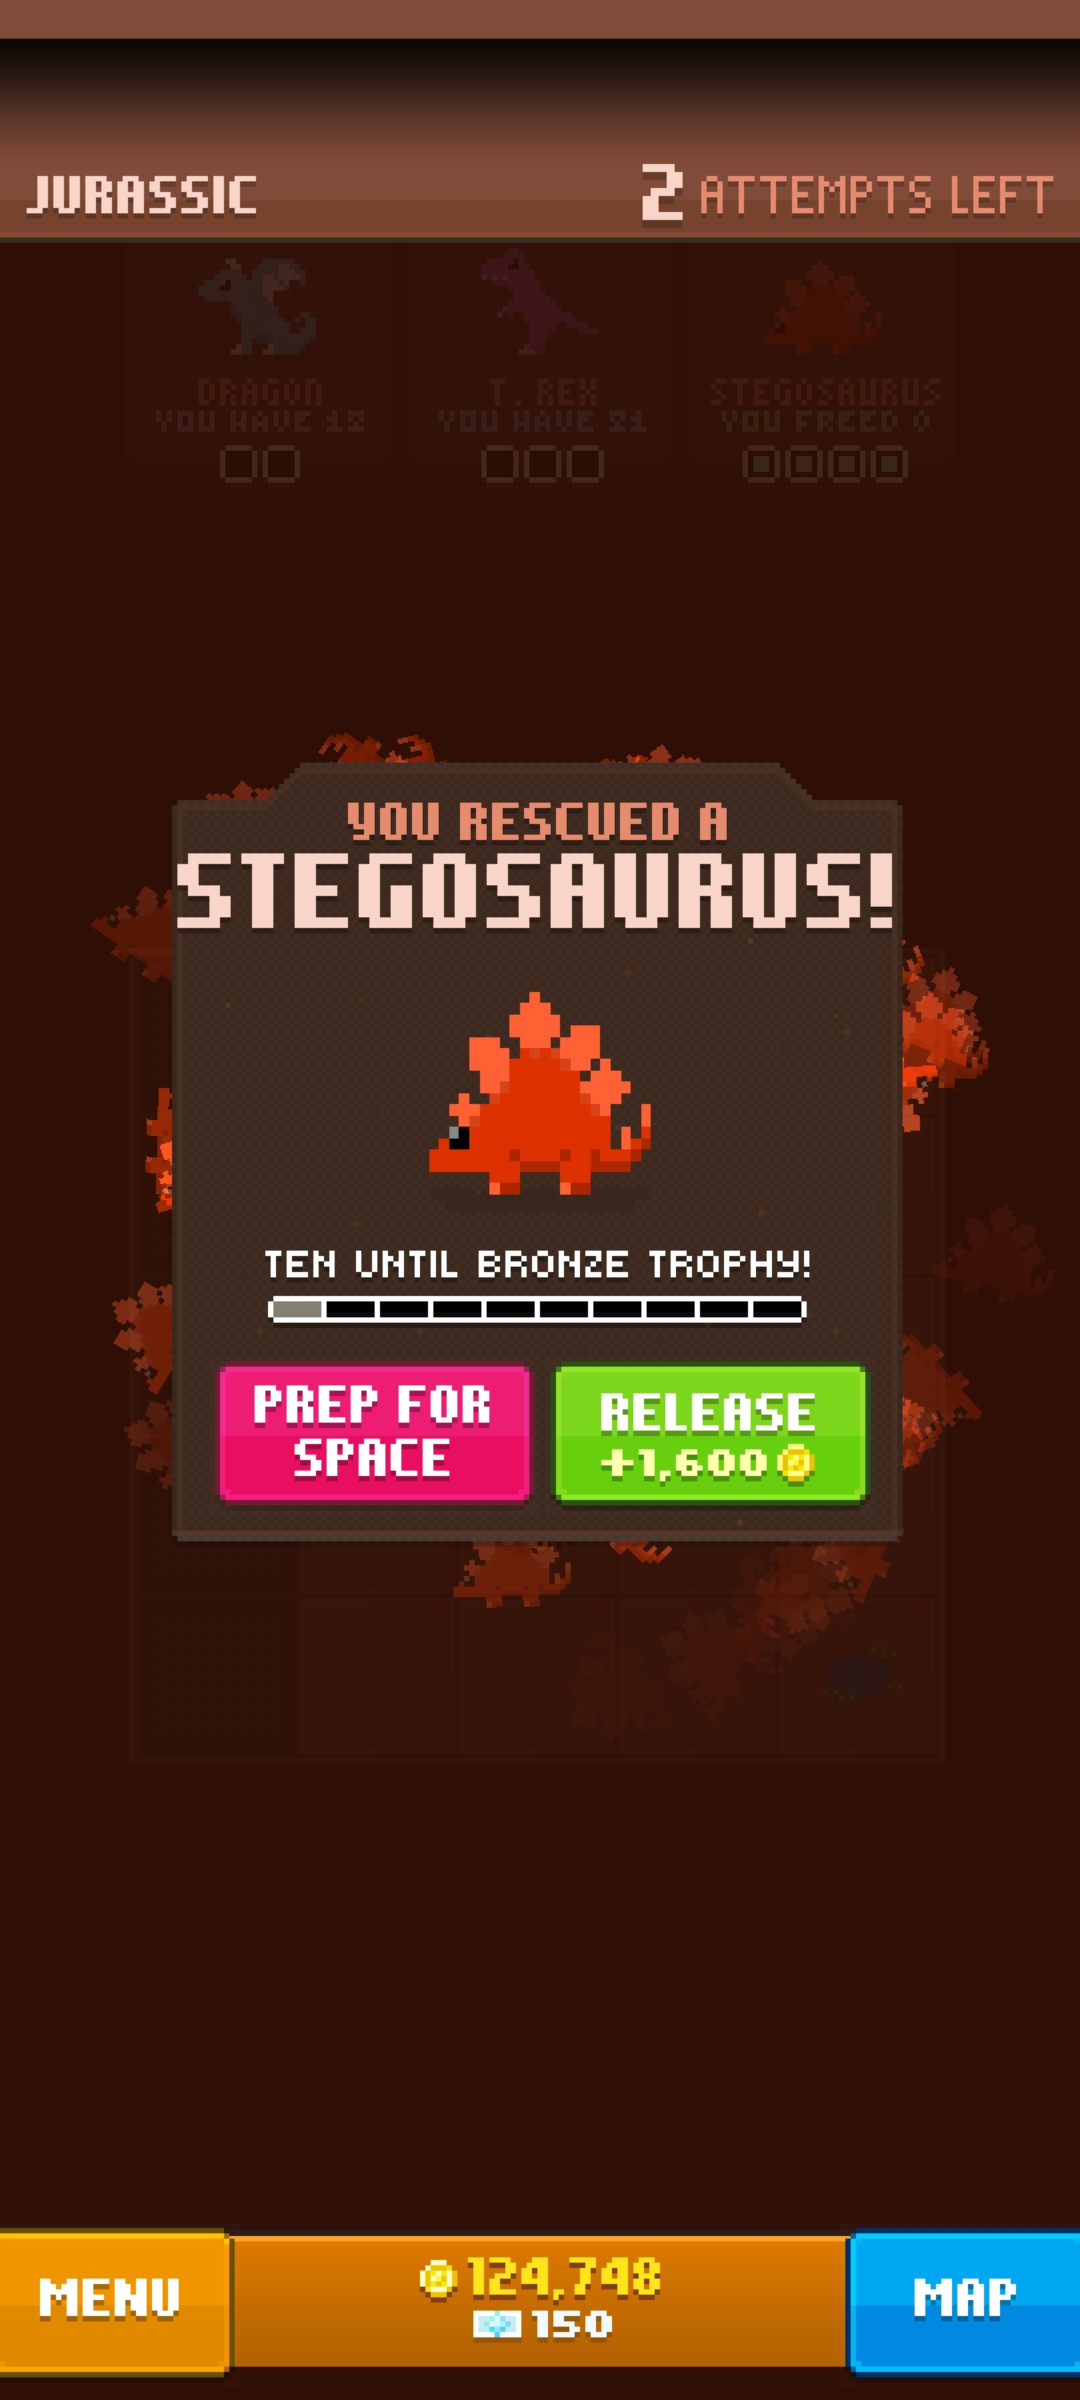 JURASSIC
2 ATTEMPTS LEFT
DRAGON
YOU HAVE 12
T. REX
YOU HAVE 21
STEGOSAURUS
YOU FREED 0
YOU RESCUED A
STEGOSAURUS!
TEN UNTIL BRONZE TROPHY!
PREP FOR
SPACE
RELEASE
+1,600
MENU
124,748
150
MAP